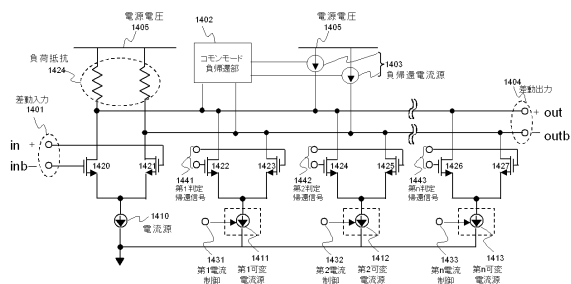 電源電圧
1405
負荷抵抗
1424
1402
コモンモード
負帰還部
電源電圧
1405
1403
負帰還電流源
1404
差動出力
+ out
− outb
差動入力
1401
in +
inb −
1420
1421
1441
第1判定
帰還信号
1422
1423
1442
第2判定
帰還信号
1424
1425
1443
第n判定
帰還信号
1426
1427
1410
電流源
1431
第1電流
制御
1411
第1可変
電流源
1432
第2電流
制御
1412
第2可変
電流源
1433
第n電流
制御
1413
第n可変
電流源